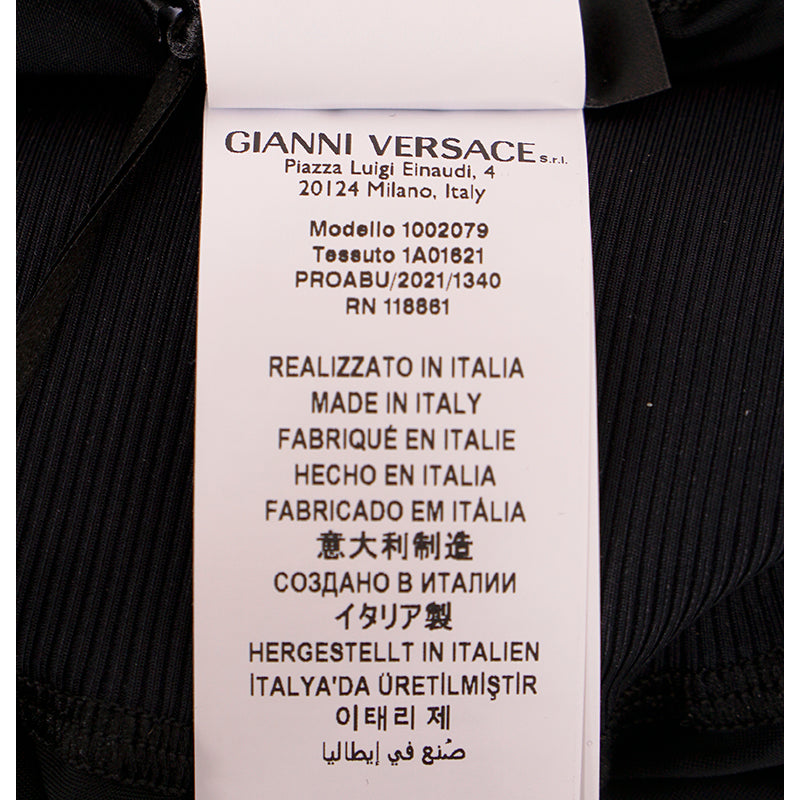 GIANNI VERSACE s.r.l.
Piazza Luigi Einaudi, 4
20124 Milano, Italy
Modello 1002079
Tessuto 1A01621
PROABU/2021/1340
RN 118861
REALIZZATO IN ITALIA
MADE IN ITALY
FABRIQUÉ EN ITALIE
HECHO EN ITALIA
FABRICADO EM ITÁLIA
意大利制造
СОЗДАНО В ИТАЛИИ
イタリア製
HERGESTELLT IN ITALIEN
İTALYA'DA ÜRETİLMİŞTİR
이태리 제
صُنع في إيطاليا